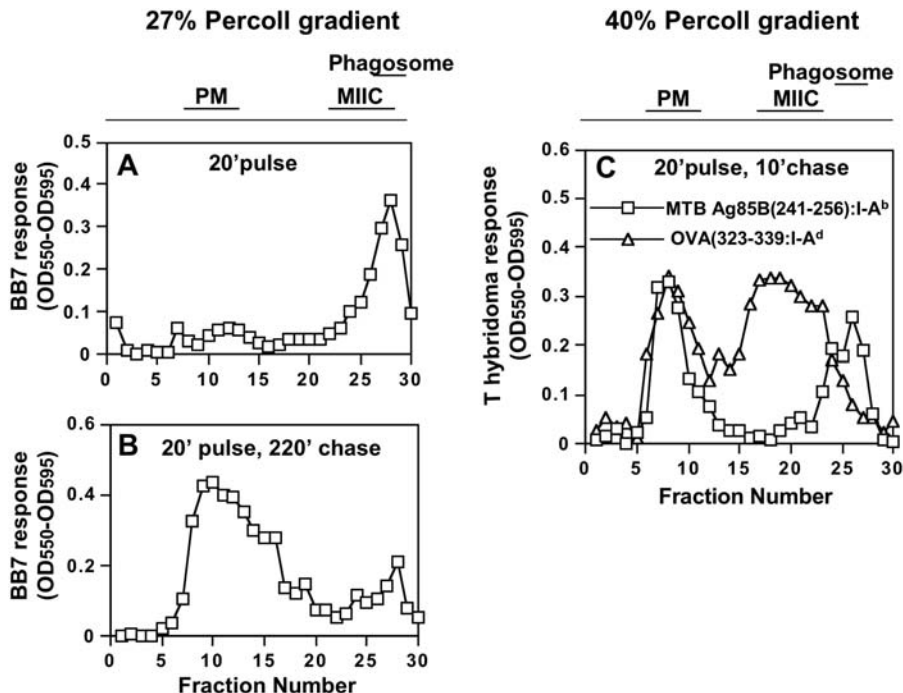 27% Percoll gradient
Phagosome
PM
MIIC
A
20’pulse
BB7 response
(OD550-OD595)
0.5
0.4
0.3
0.2
0.1
0
0
5
10
15
20
25
30
B
20’ pulse, 220’ chase
BB7 response
(OD550-OD595)
0.6
0.4
0.2
0
0
5
10
15
20
25
30
Fraction Number
40% Percoll gradient
Phagosome
PM
MIIC
C
20’pulse, 10’chase
MTB Ag85B(241-256):I-Ab
OVA(323-339:I-Ad
T hybridoma response
(OD550-OD595)
0.6
0.5
0.4
0.3
0.2
0.1
0
0
5
10
15
20
25
30
Fraction Number